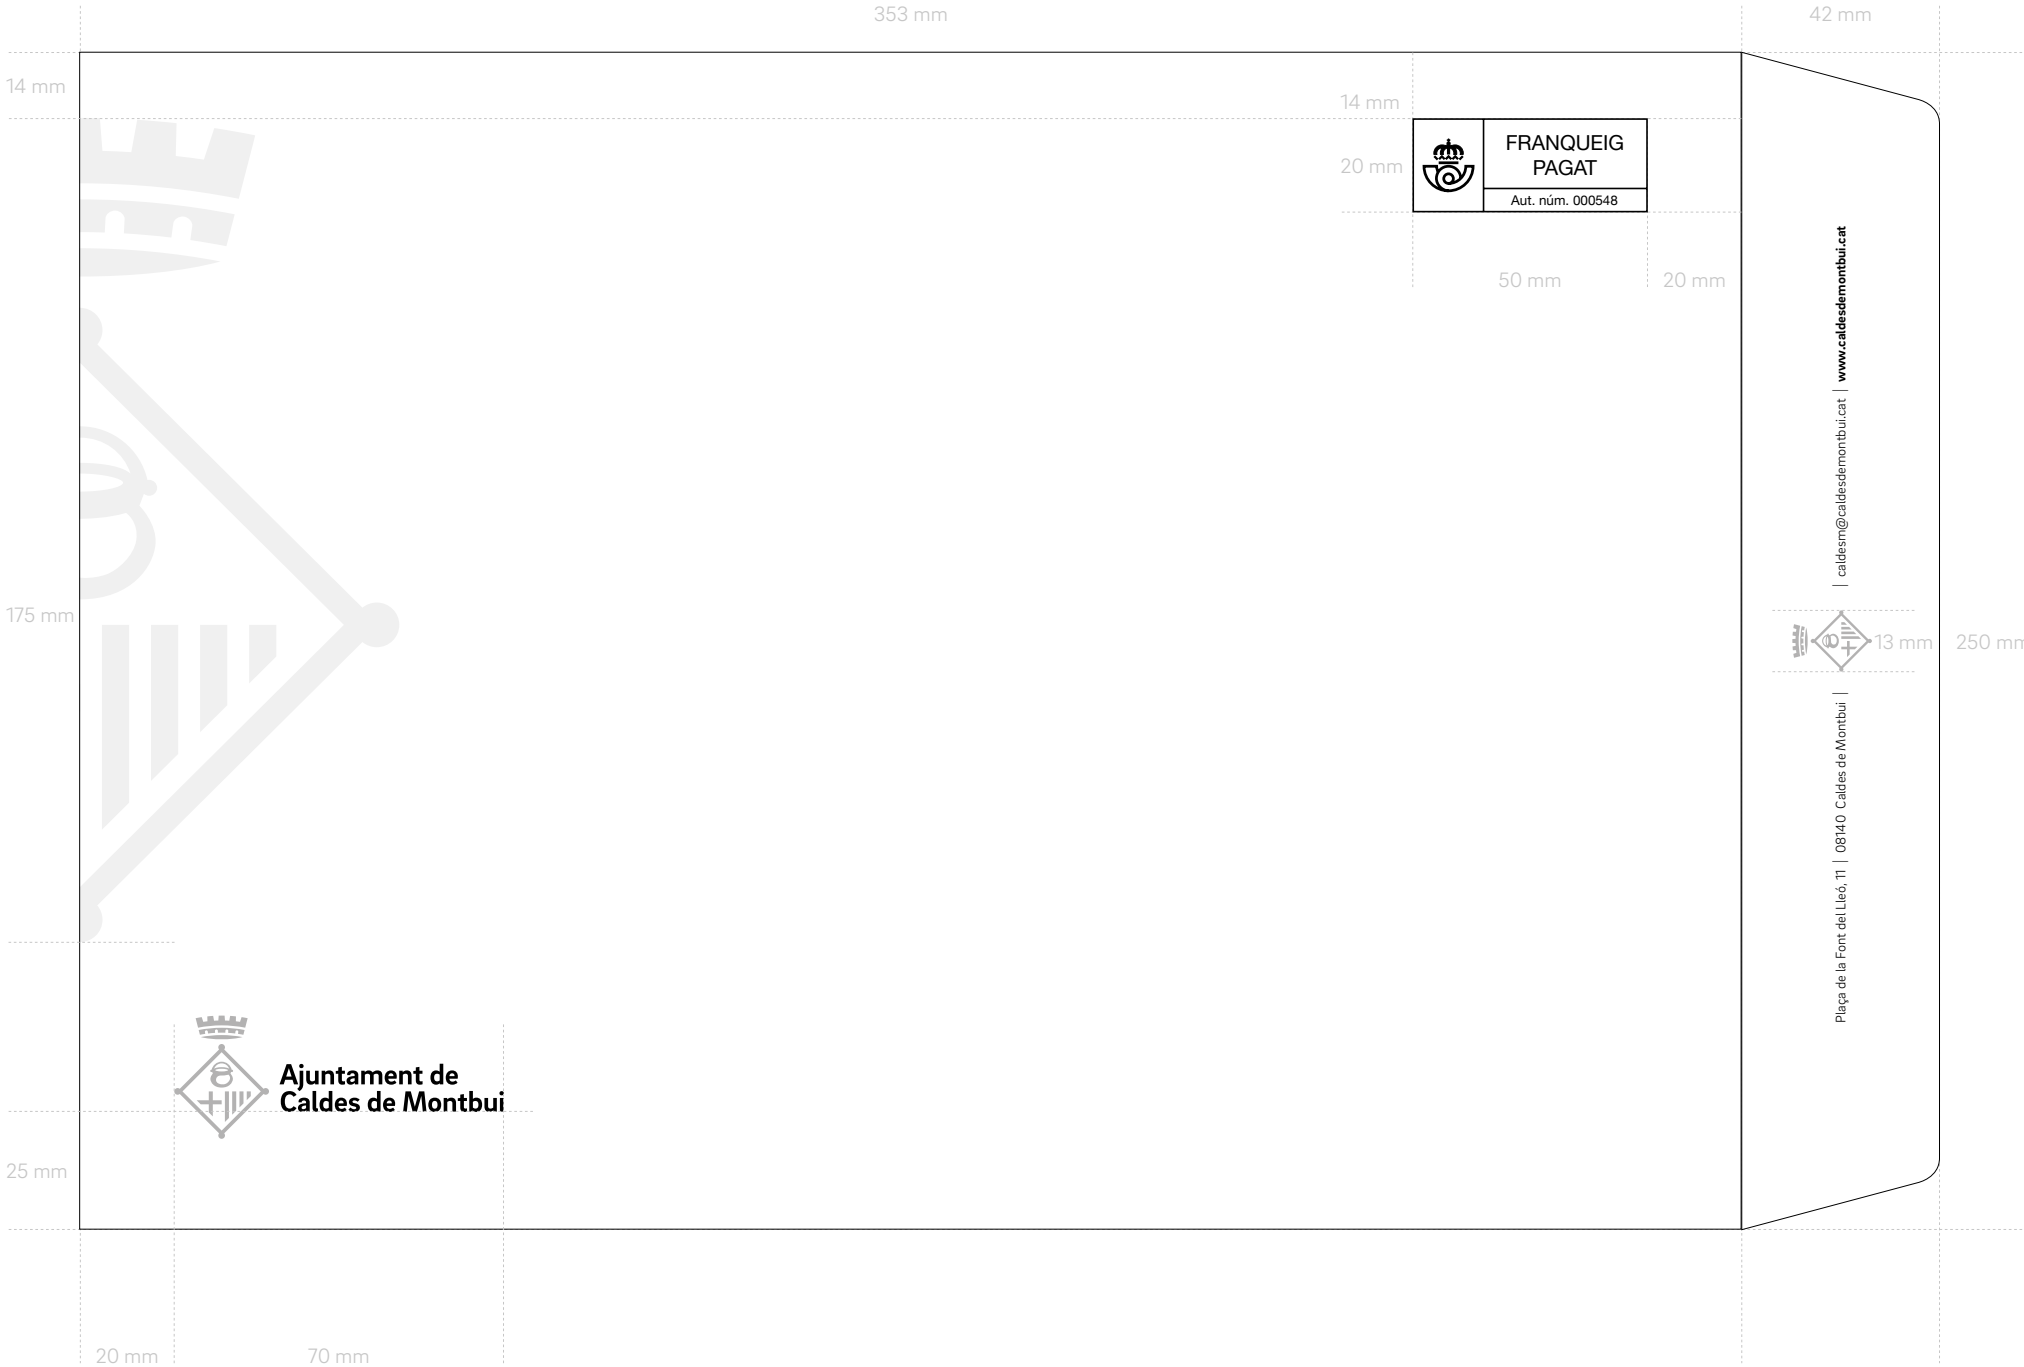 353 mm
42 mm
14 mm
14 mm
FRANQUEIG
PAGAT
20 mm
Aut. núm. 000548
50 mm
20 mm
175 mm
Plaça de la Font del Lleó, 11 | 08140 Caldes de Montbui |
| caldesm@caldesdemontbui.cat | www.caldesdemontbui.cat
13 mm
250 mm
Ajuntament de
Caldes de Montbui
25 mm
20 mm
70 mm